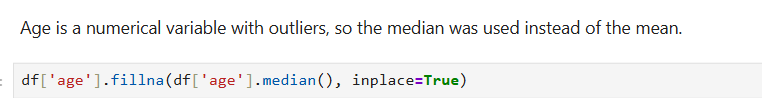 Age is a numerical variable with outliers, so the median was used instead of the mean.
df['age'].fillna(df['age'].median(), inplace=True)